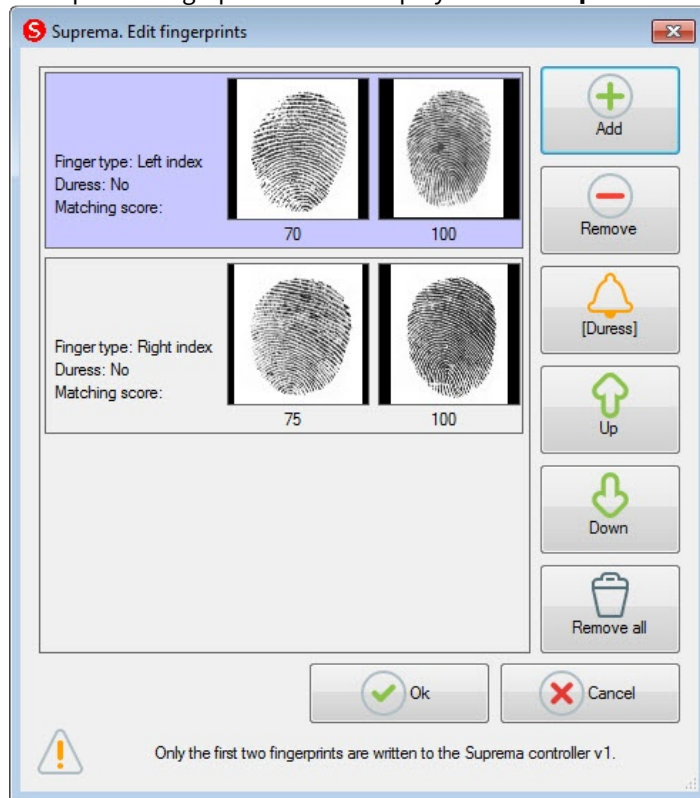 Suprema. Edit fingerprints
Finger type: Left index
Duress: No
Matching score:
70 100
Finger type: Right index
Duress: No
Matching score:
75 100
Add
Remove
[Duress]
Up
Down
Remove all
Ok
Cancel
Only the first two fingerprints are written to the Suprema controller v1.